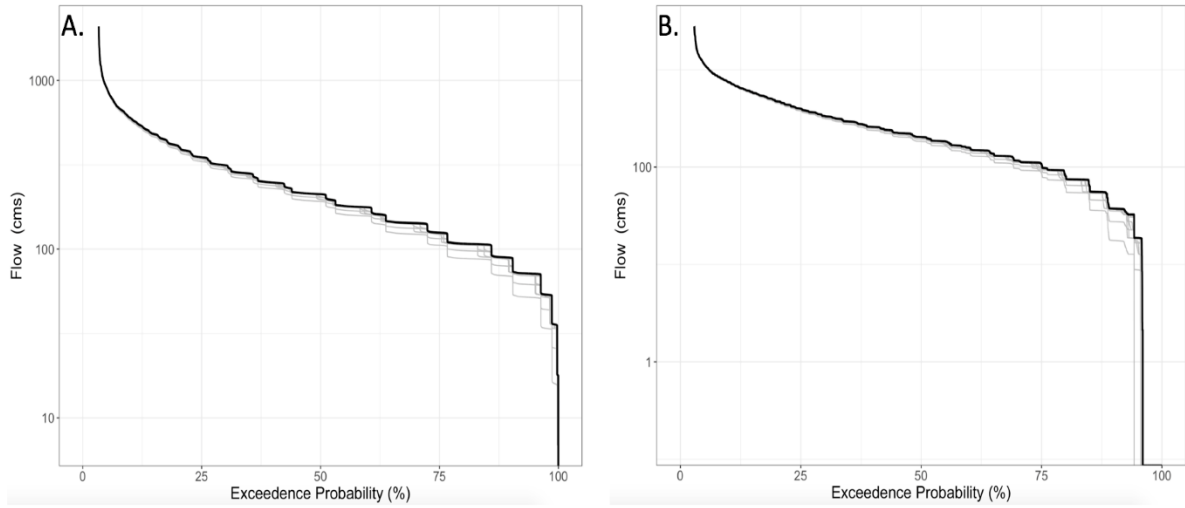 A.
1000
100
10
Flow (cms)
0 25 50 75 100
Exceedence Probability (%)
B.
100
1
Flow (cms)
0 25 50 75 100
Exceedence Probability (%)